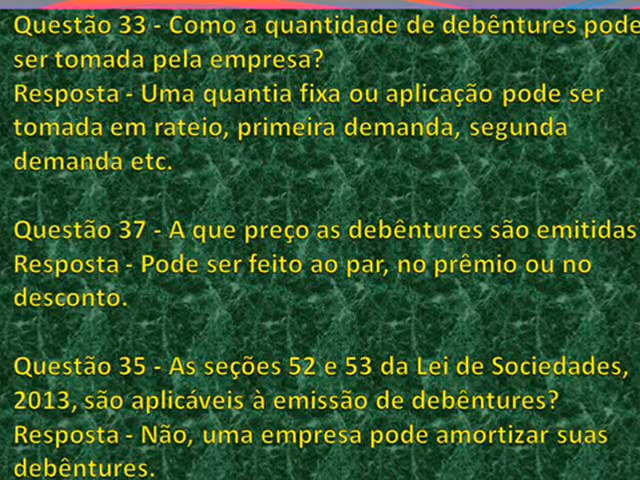 Questão 33 - Como a quantidade de debêntures pode
ser tomada pela empresa?
Resposta - Uma quantia fixa ou aplicação pode ser
tomada em rateio, primeira demanda, segunda
demanda etc.
Questão 37 - A que preço as debêntures são emitidas
Resposta - Pode ser feito ao par, no prêmio ou no
desconto.
Questão 35 - As seções 52 e 53 da Lei de Sociedades,
2013, são aplicáveis à emissão de debêntures?
Resposta - Não, uma empresa pode amortizar suas
debêntures.